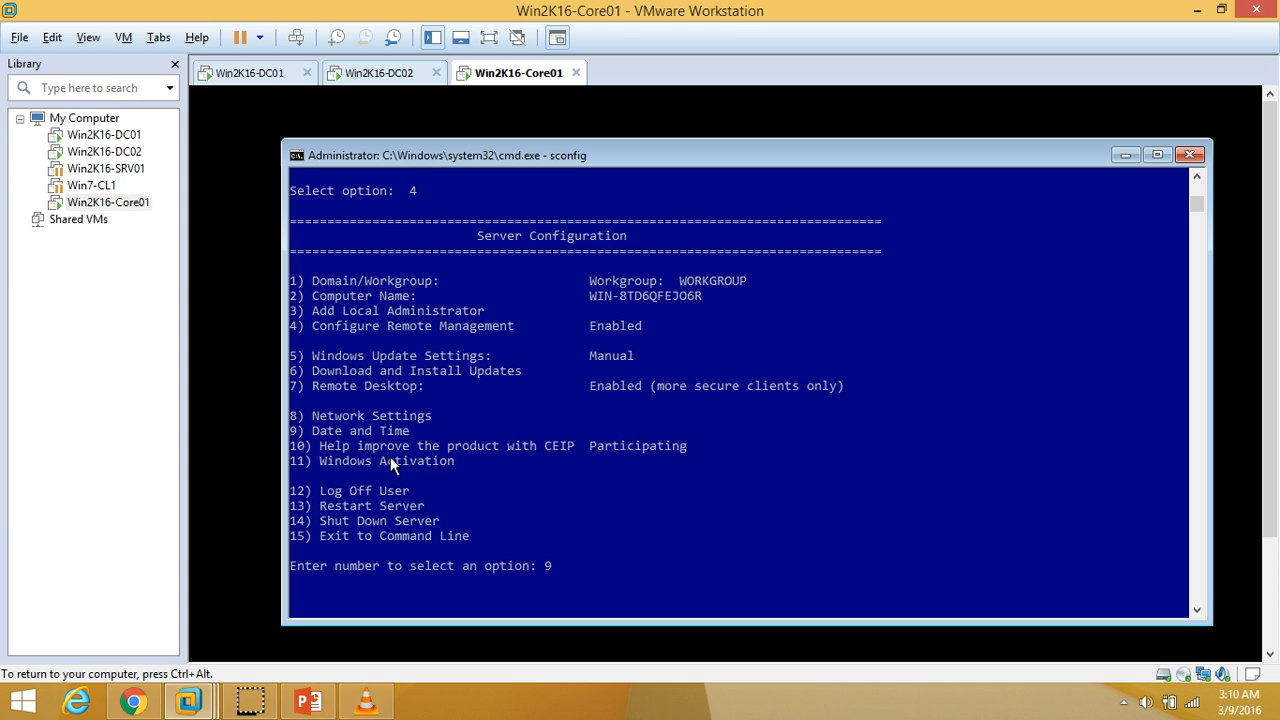 Win2K16-Core01 - VMware Workstation
File Edit View VM Tabs Help
Library
Type here to search
My Computer
Win2K16-DC01
Win2K16-DC02
Win2K16-SRV01
Win7-CL1
Win2K16-Core01
Shared VMs
Win2K16-DC01 Win2K16-DC02 Win2K16-Core01
Administrator: C:\Windows\system32\cmd.exe - sconfig
Select option:  4
===============================================================================
Server Configuration
===============================================================================
1) Domain/Workgroup: Workgroup:  WORKGROUP
2) Computer Name: WIN-8TD6QFEJO6R
3) Add Local Administrator
4) Configure Remote Management Enabled
5) Windows Update Settings: Manual
6) Download and Install Updates
7) Remote Desktop: Enabled (more secure clients only)
8) Network Settings
9) Date and Time
10) Help improve the product with CEIP Participating
11) Windows Activation
12) Log Off User
13) Restart Server
14) Shut Down Server
15) Exit to Command Line
Enter number to select an option: 9
To return to your computer, press Ctrl+Alt.
3:10 AM
3/9/2016